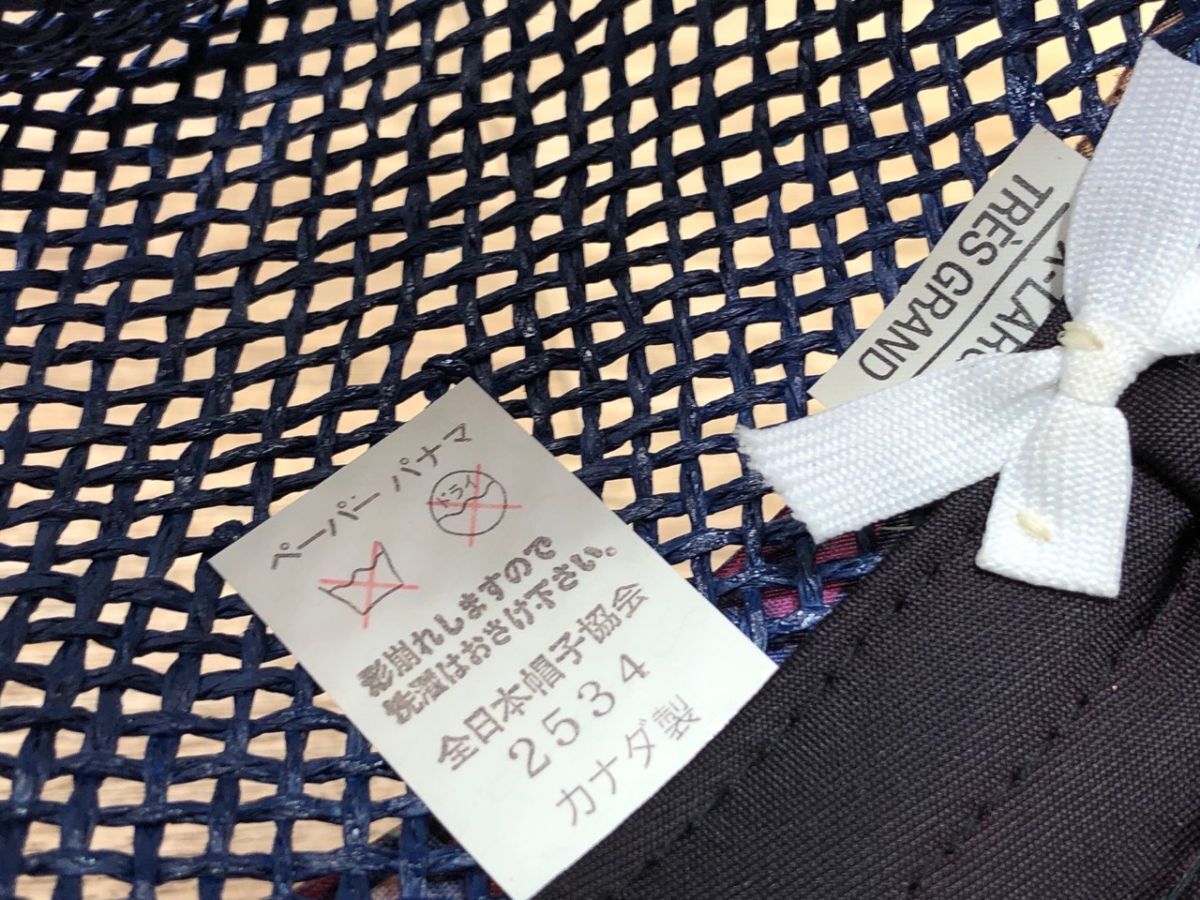 ペーパー パナマ
ドライ
影崩れしますので
洗濯はおさけ下さい。
全日本帽子協会
2534
カナダ製
TRÈS GRAND